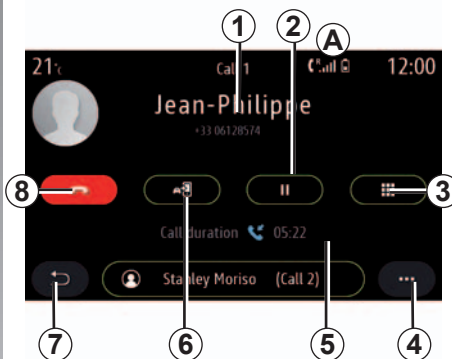 1 2 A
21°c Call 1 R 12:00
Jean-Philippe
+33 06128574
8 3
Call duration 05:22
Stanley Moriso (Call 2)
7 6 5 4